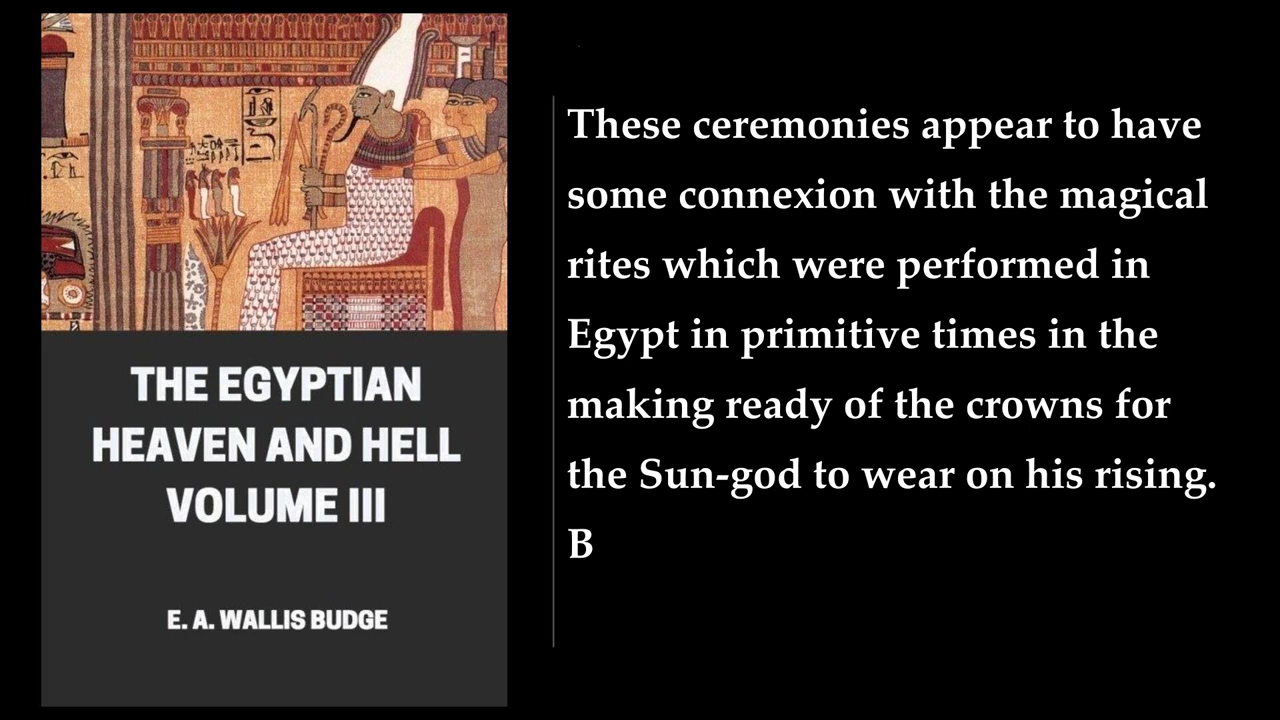 THE EGYPTIAN
HEAVEN AND HELL
VOLUME III
E. A. WALLIS BUDGE
These ceremonies appear to have
some connexion with the magical
rites which were performed in
Egypt in primitive times in the
making ready of the crowns for
the Sun-god to wear on his rising.
B